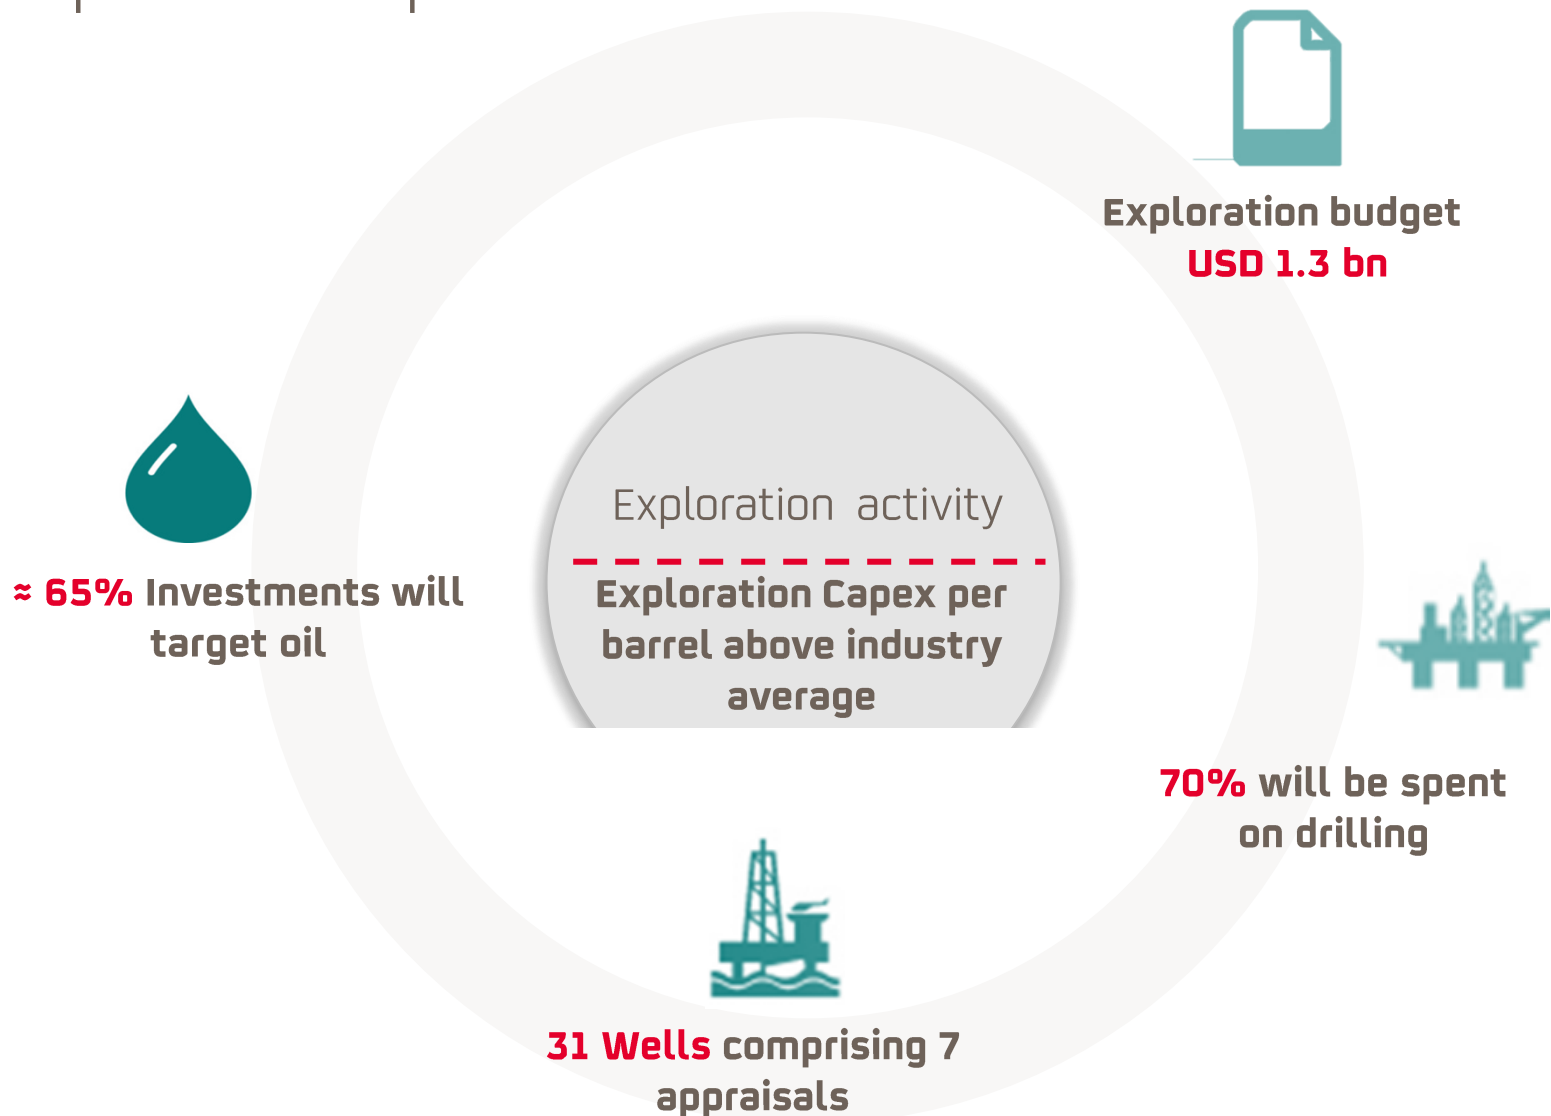 Exploration budget
USD 1.3 bn
Exploration activity
Exploration Capex per
barrel above industry
average
≈ 65% Investments will
target oil
70% will be spent
on drilling
31 Wells comprising 7
appraisals